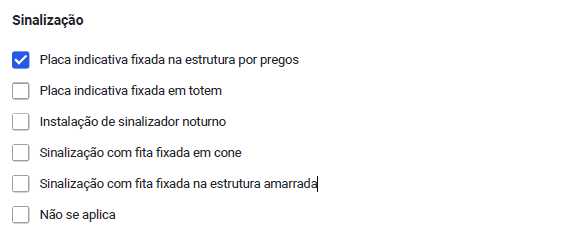 Sinalização
Placa indicativa fixada na estrutura por pregos
Placa indicativa fixada em totem
Instalação de sinalizador noturno
Sinalização com fita fixada em cone
Sinalização com fita fixada na estrutura amarrada
Não se aplica